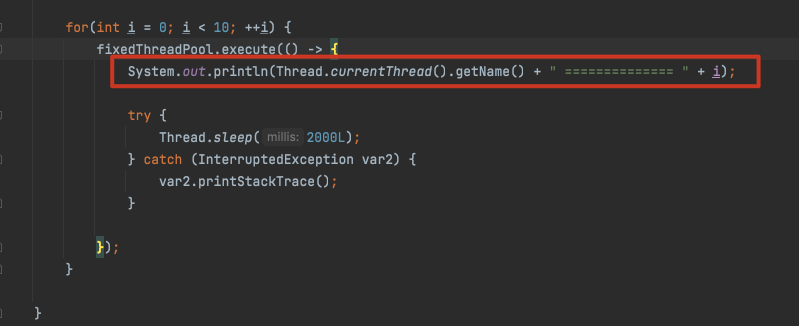 for(int i = 0; i < 10; ++i) {
fixedThreadPool.execute(() -> {
System.out.println(Thread.currentThread().getName() + " ============== " + i);
try {
Thread.sleep( millis: 2000L);
} catch (InterruptedException var2) {
var2.printStackTrace();
}
});
}
}